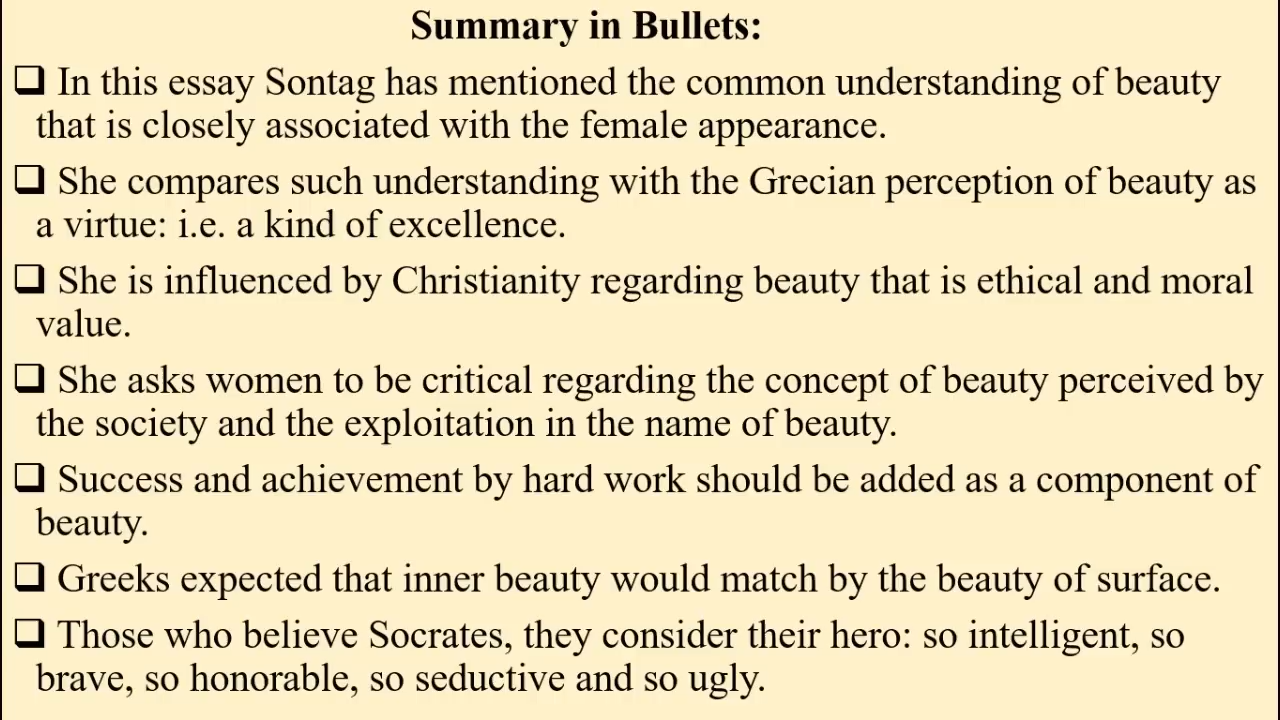 Summary in Bullets:
❑ In this essay Sontag has mentioned the common understanding of beauty
that is closely associated with the female appearance.
❑ She compares such understanding with the Grecian perception of beauty as
a virtue: i.e. a kind of excellence.
❑ She is influenced by Christianity regarding beauty that is ethical and moral
value.
❑ She asks women to be critical regarding the concept of beauty perceived by
the society and the exploitation in the name of beauty.
❑ Success and achievement by hard work should be added as a component of
beauty.
❑ Greeks expected that inner beauty would match by the beauty of surface.
❑ Those who believe Socrates, they consider their hero: so intelligent, so
brave, so honorable, so seductive and so ugly.